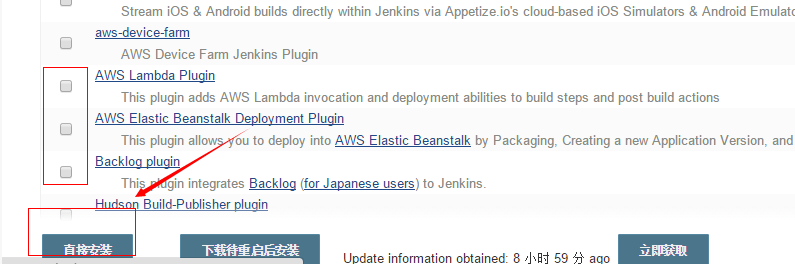 Stream iOS & Android builds directly within Jenkins via Appetize.io's cloud-based iOS Simulators & Android Emulato
aws-device-farm
AWS Device Farm Jenkins Plugin
AWS Lambda Plugin
This plugin adds AWS Lambda invocation and deployment abilities to build steps and post build actions
AWS Elastic Beanstalk Deployment Plugin
This plugin allows you to deploy into AWS Elastic Beanstalk by Packaging, Creating a new Application Version, and
Backlog plugin
This plugin integrates Backlog (for Japanese users) to Jenkins.
Hudson Build-Publisher plugin
直接安装 下载待重启后安装 Update information obtained: 8 小时 59 分 ago 立即获取